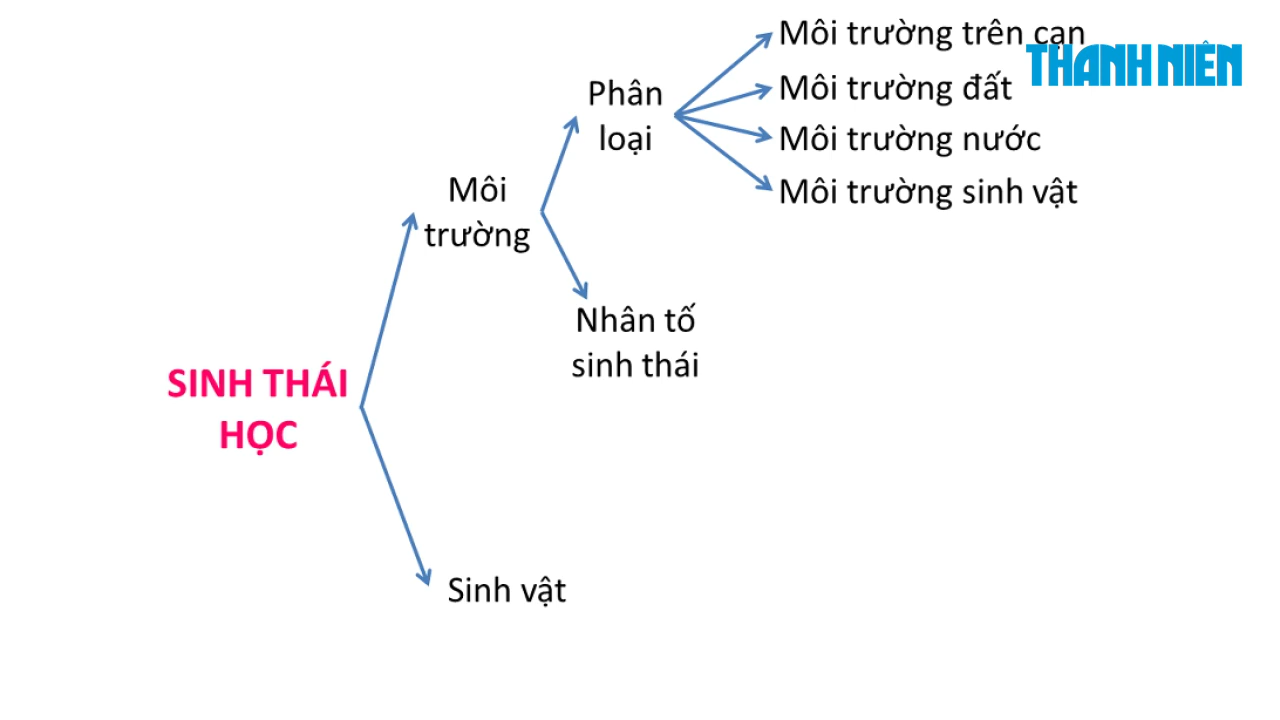 Môi trường trên cạn
THANH NIÊN
Môi trường đất
Phân
loại
Môi trường nước
Môi trường sinh vật
Môi
trường
Nhân tố
sinh thái
SINH THÁI
HỌC
Sinh vật